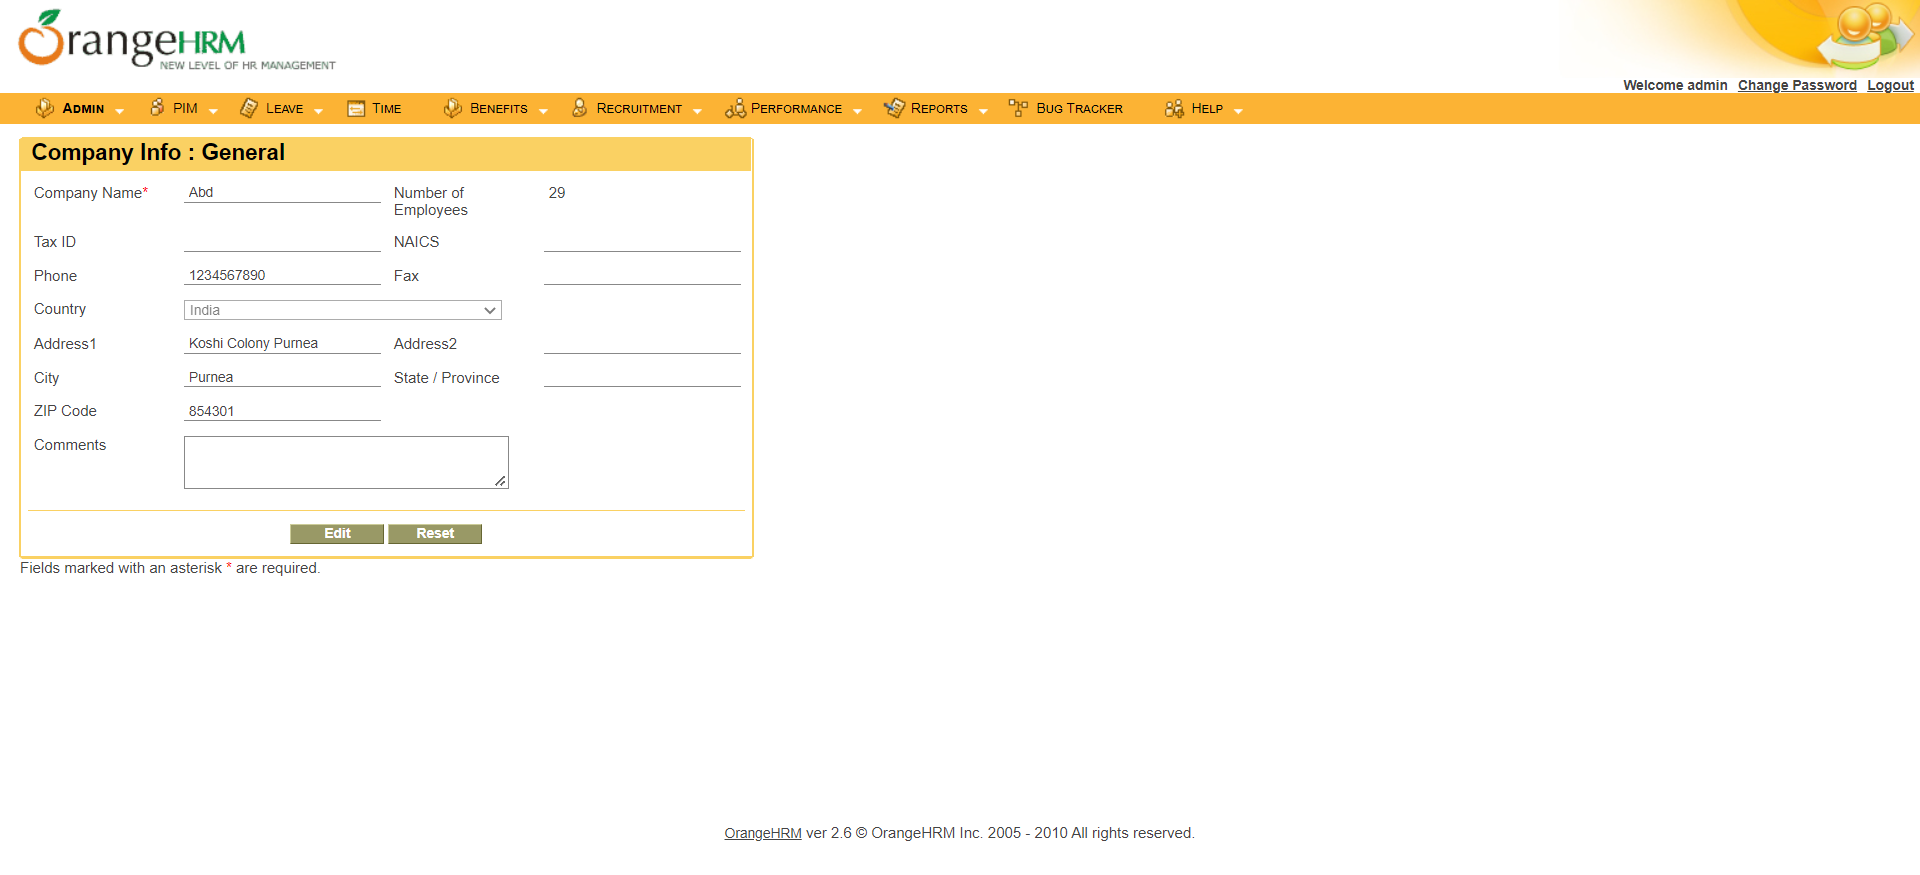 OrangeHRM
NEW LEVEL OF HR MANAGEMENT
Welcome admin Change Password Logout
ADMIN PIM LEAVE TIME BENEFITS RECRUITMENT PERFORMANCE REPORTS BUG TRACKER HELP
Company Info : General
Company Name* Abd Number of Employees 29
Tax ID NAICS
Phone 1234567890 Fax
Country India
Address1 Koshi Colony Purnea Address2
City Purnea State / Province
ZIP Code 854301
Comments
Edit Reset
Fields marked with an asterisk * are required.
OrangeHRM ver 2.6 © OrangeHRM Inc. 2005 - 2010 All rights reserved.